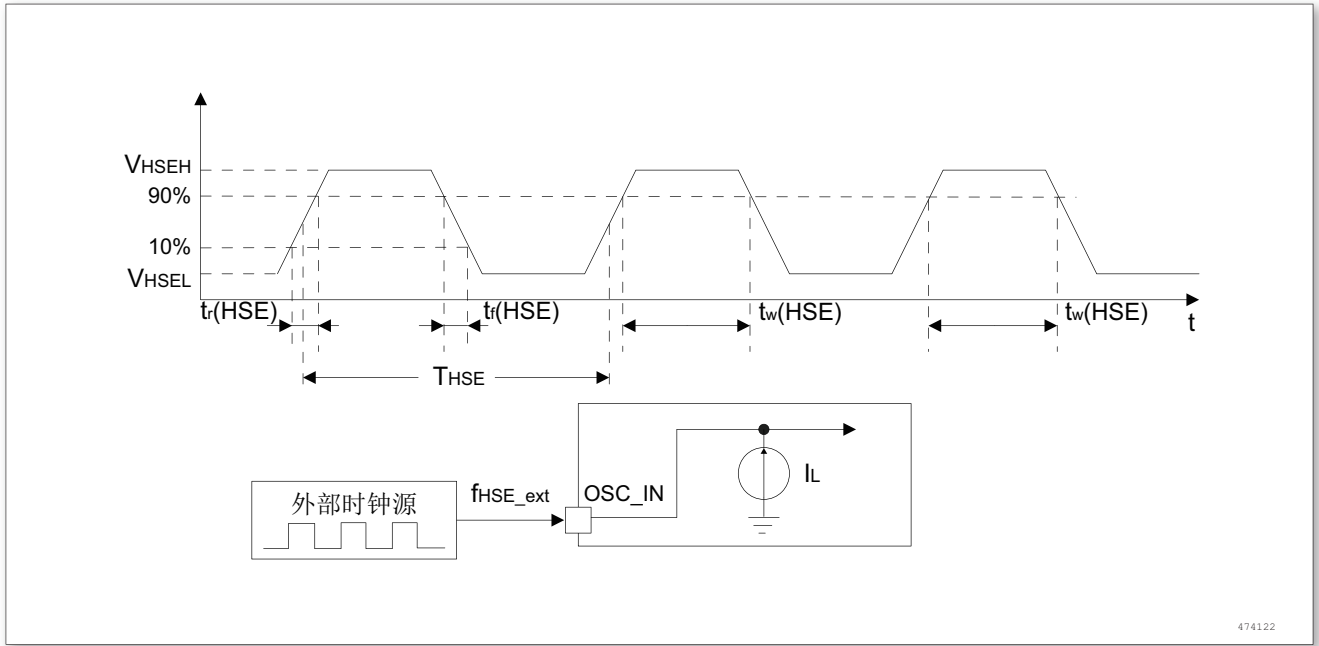 VHSEH
90%
10%
VHSEL
tr(HSE)
tf(HSE)
tw(HSE)
tw(HSE)
t
THSE
外部时钟源
fHSE_ext
OSC_IN
IL
474122